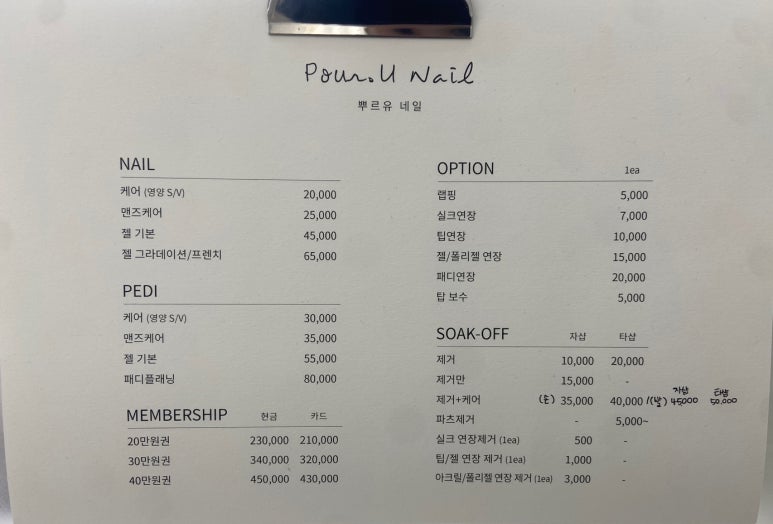 Pour.U Nail
뿌르유 네일
NAIL
케어 (영양 S/V) 20,000
맨즈케어 25,000
젤 기본 45,000
젤 그라데이션/프렌치 65,000
PEDI
케어 (영양 S/V) 30,000
맨즈케어 35,000
젤 기본 55,000
패디플래닝 80,000
MEMBERSHIP 현금 카드
20만원권 230,000 210,000
30만원권 340,000 320,000
40만원권 450,000 430,000
OPTION 1ea
랩핑 5,000
실크연장 7,000
팁연장 10,000
젤/폴리젤 연장 15,000
패디연장 20,000
탑 보수 5,000
SOAK-OFF 자샵 타샵
제거 10,000 20,000
제거만 15,000 -
자샵 타샵
제거+케어 (손) 35,000 40,000 /(발) 45000 50,000
파츠제거 - 5,000~
실크 연장제거 (1ea) 500 -
팁/젤 연장 제거 (1ea) 1,000 -
아크릴/폴리젤 연장 제거 (1ea) 3,000 -